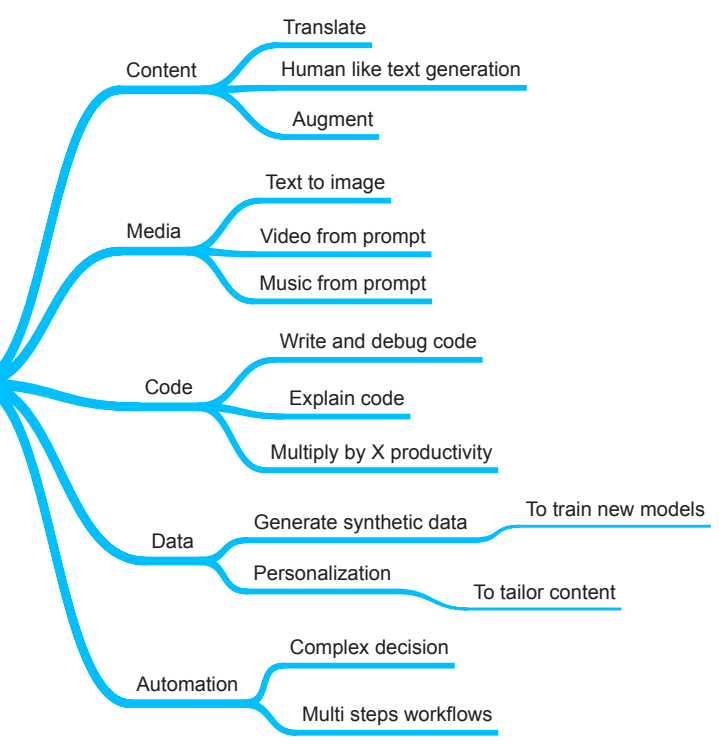 Content
Translate
Human like text generation
Augment
Media
Text to image
Video from prompt
Music from prompt
Code
Write and debug code
Explain code
Multiply by X productivity
Data
Generate synthetic data
To train new models
Personalization
To tailor content
Automation
Complex decision
Multi steps workflows